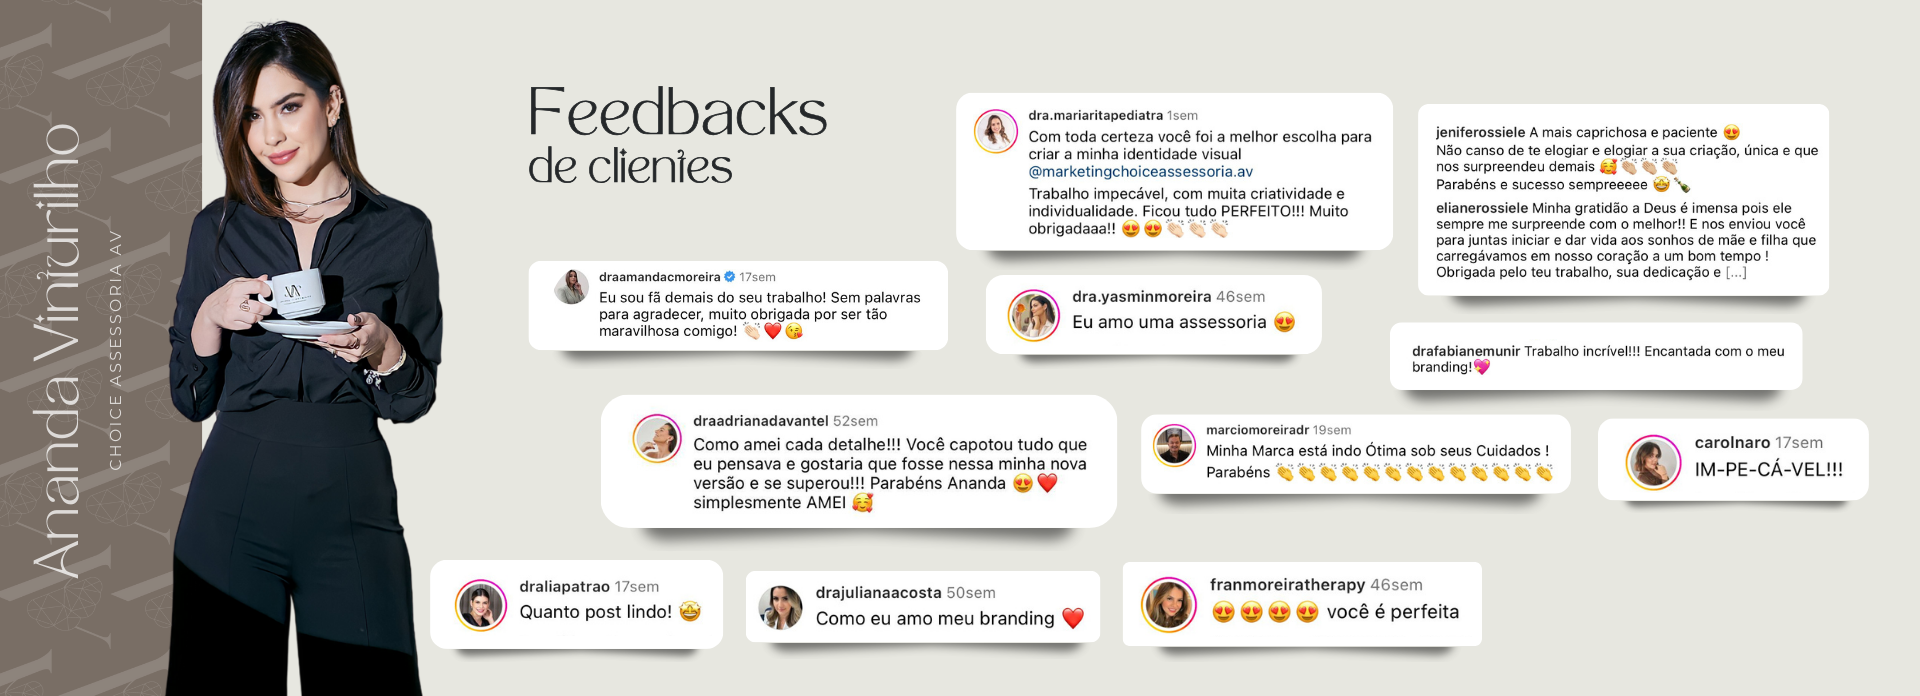 Ananda Vinturilho
CHOICE ASSESSORIA AV
Feedbacks
de clientes
dra.mariaritapediatra 1sem
Com toda certeza você foi a melhor escolha para
criar a minha identidade visual
@marketingchoiceassessoria.av
Trabalho impecável, com muita criatividade e
individualidade. Ficou tudo PERFEITO!!! Muito
obrigadaaa!! 😍😍👏🏻👏🏻👏🏻
jeniferossiele A mais caprichosa e paciente 😍
Não canso de te elogiar e elogiar a sua criação, única e que
nos surpreendeu demais 🥰👏🏻👏🏻👏🏻
Parabéns e sucesso sempreeeee 🤩🍾
elianerossiele Minha gratidão a Deus é imensa pois ele
sempre me surpreende com o melhor!! E nos enviou você
para juntas iniciar e dar vida aos sonhos de mãe e filha que
carregávamos em nosso coração a um bom tempo !
Obrigada pelo teu trabalho, sua dedicação e [...]
draamandacmoreira 17sem
Eu sou fã demais do seu trabalho! Sem palavras
para agradecer, muito obrigada por ser tão
maravilhosa comigo! 👏🏻❤️😘
dra.yasminmoreira 46sem
Eu amo uma assessoria 😍
drafabianemunir Trabalho incrível!!! Encantada com o meu
branding!💖
draadrianadavantel 52sem
Como amei cada detalhe!!! Você capotou tudo que
eu pensava e gostaria que fosse nessa minha nova
versão e se superou!!! Parabéns Ananda 😍❤️
simplesmente AMEI 🥰
marciomoreiradr 19sem
Minha Marca está indo Ótima sob seus Cuidados !
Parabéns 👏👏👏👏👏👏👏👏👏👏👏👏
carolnaro 17sem
IM-PE-CÁ-VEL!!!
draliapatrao 17sem
Quanto post lindo! 🤩
drajulianaacosta 50sem
Como eu amo meu branding ❤️
franmoreiratherapy 46sem
😍😍😍😍 você é perfeita